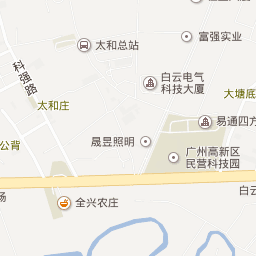 富强实业
太和总站
科强路
白云电气
科技大厦
大塘底
太和庄
易通四方
公背
晟昱照明
广州高新区
民营科技园
白云
场
全兴农庄